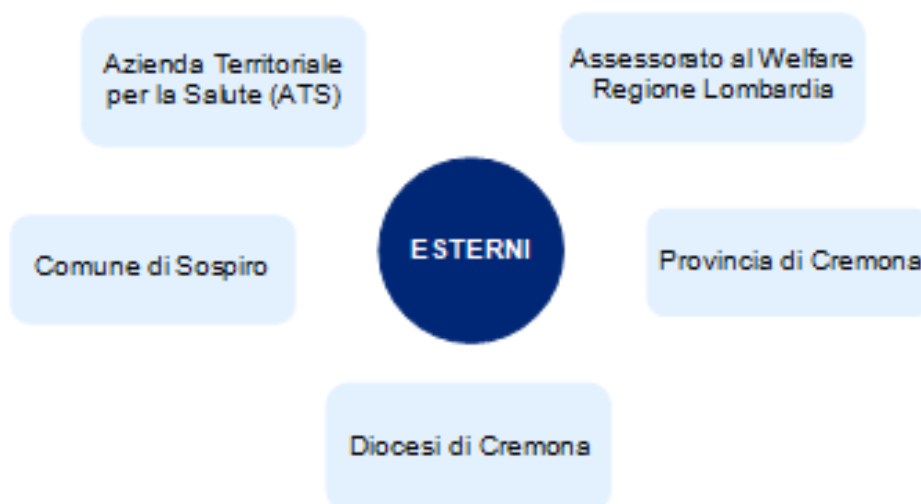 Azienda Territoriale
per la Salute (ATS)
Assessorato al Welfare
Regione Lombardia
ESTERNI
Comune di Sospiro
Provincia di Cremona
Diocesi di Cremona